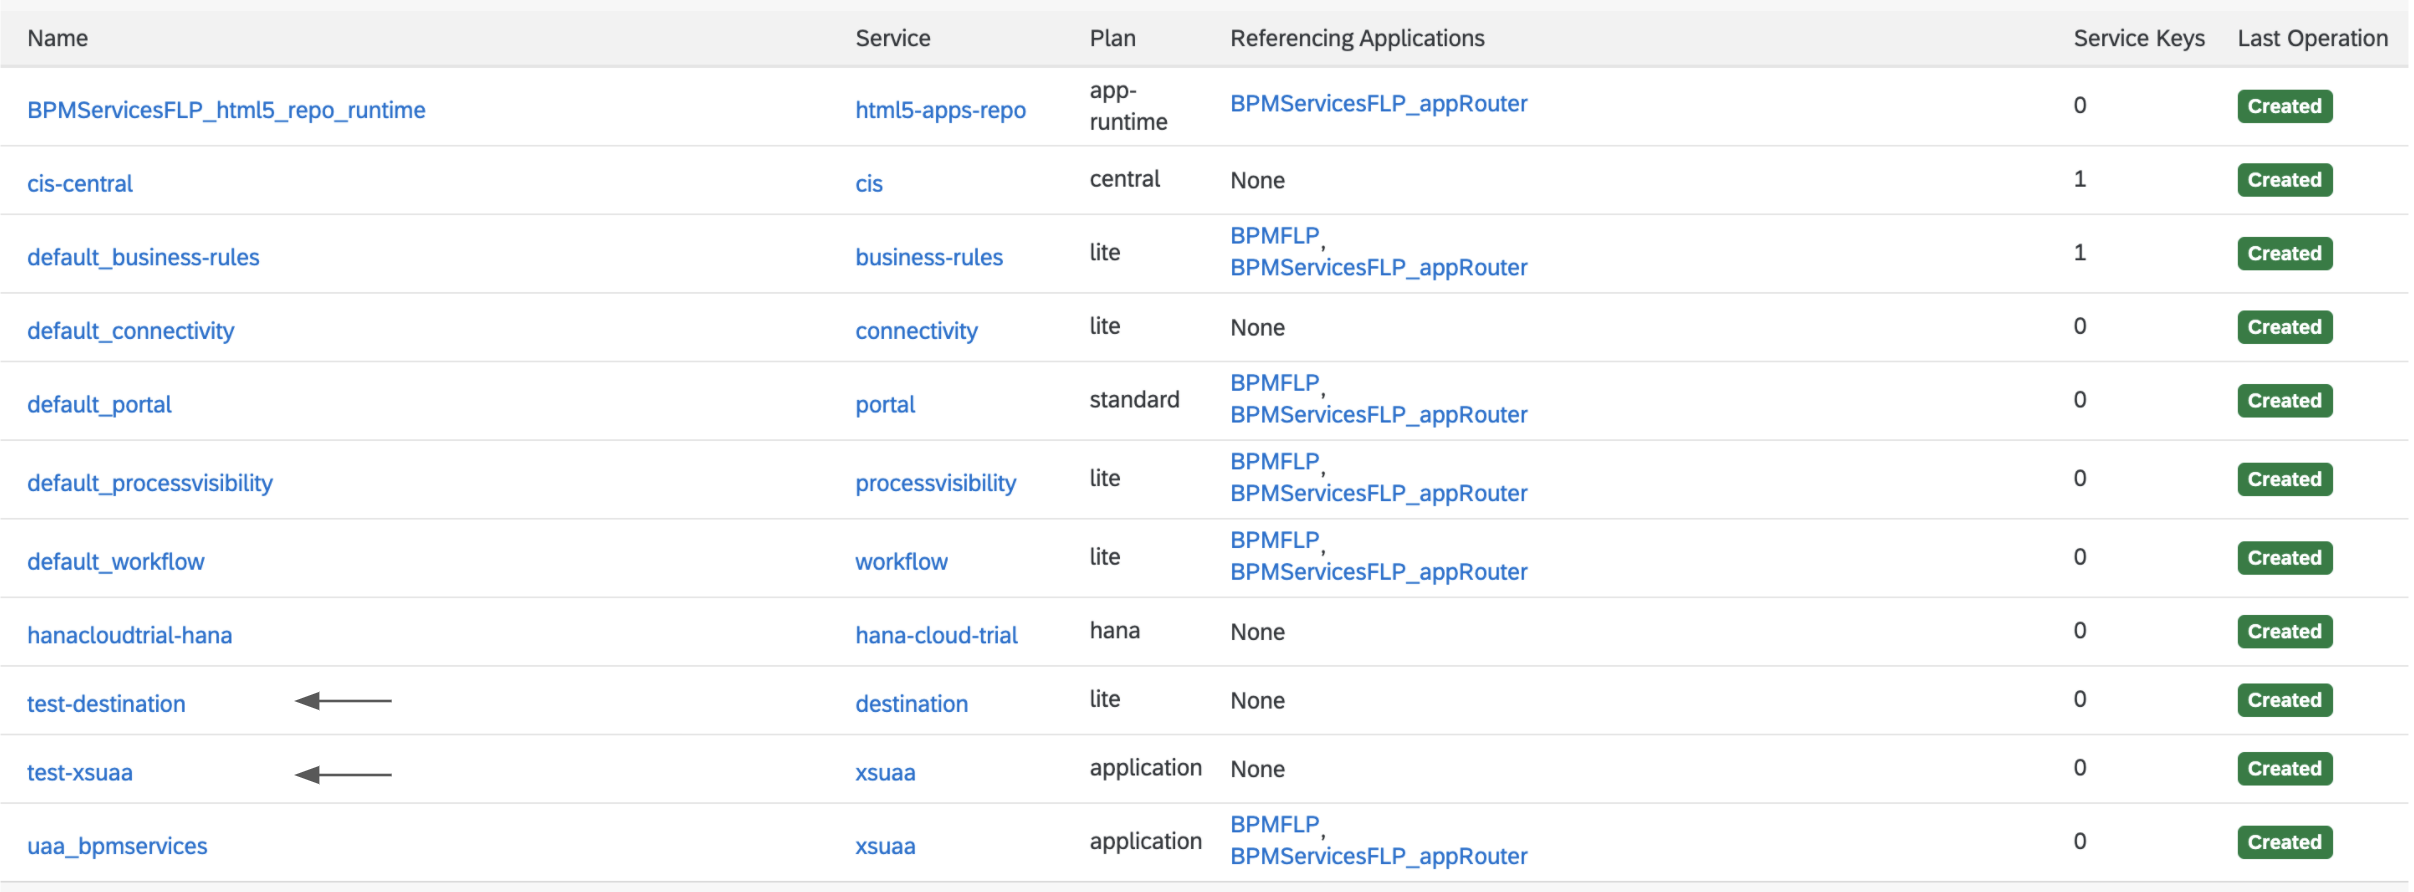 Name Service Plan Referencing Applications Service Keys Last Operation
BPMServicesFLP_html5_repo_runtime html5-apps-repo app-runtime BPMServicesFLP_appRouter 0 Created
cis-central cis central None 1 Created
default_business-rules business-rules lite BPMFLP, BPMServicesFLP_appRouter 1 Created
default_connectivity connectivity lite None 0 Created
default_portal portal standard BPMFLP, BPMServicesFLP_appRouter 0 Created
default_processvisibility processvisibility lite BPMFLP, BPMServicesFLP_appRouter 0 Created
default_workflow workflow lite BPMFLP, BPMServicesFLP_appRouter 0 Created
hanacloudtrial-hana hana-cloud-trial hana None 0 Created
test-destination destination lite None 0 Created
test-xsuaa xsuaa application None 0 Created
uaa_bpmservices xsuaa application BPMFLP, BPMServicesFLP_appRouter 0 Created